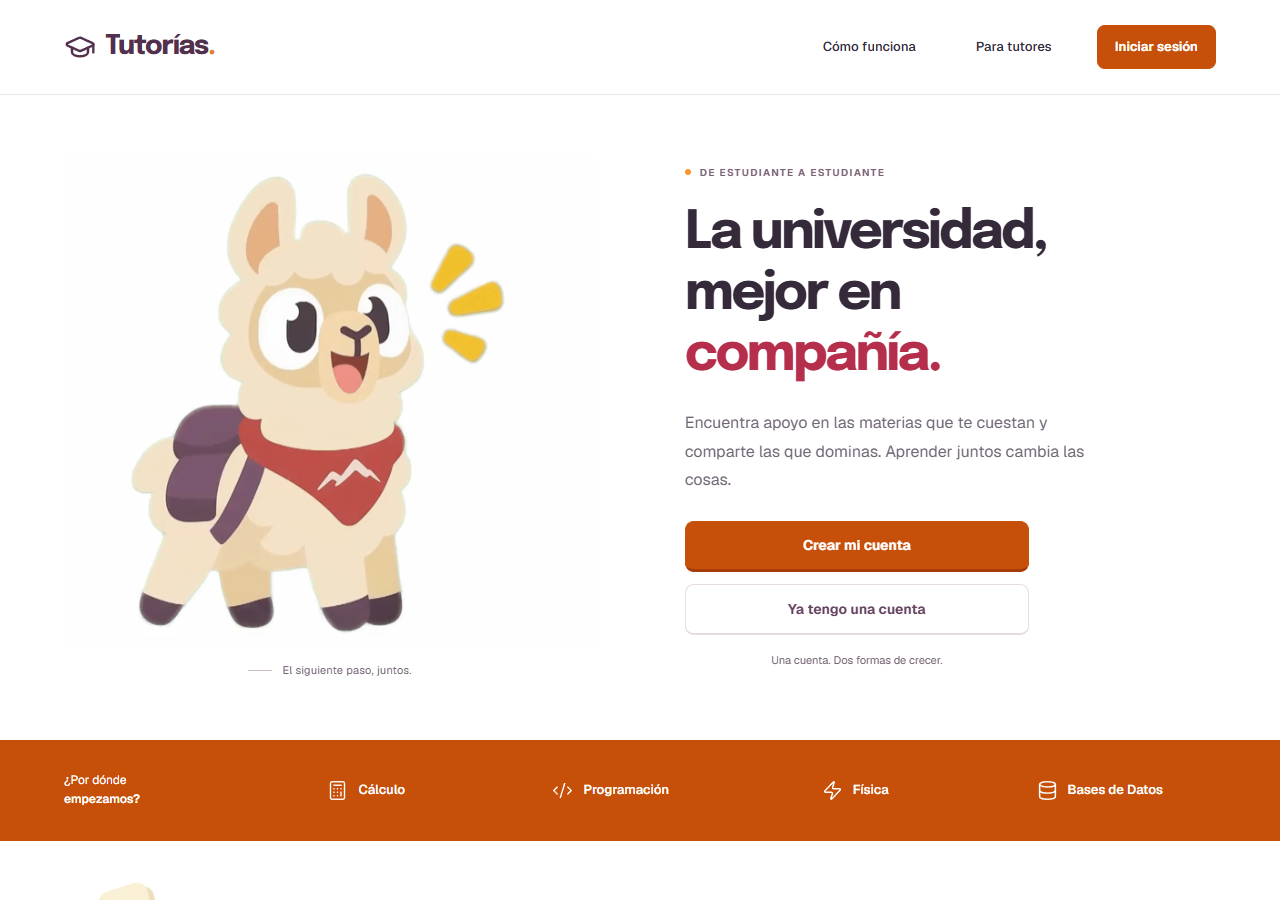 Tutorías.
Cómo funciona
Para tutores
Iniciar sesión
DE ESTUDIANTE A ESTUDIANTE
La universidad,
mejor en
compañía.
Encuentra apoyo en las materias que te cuestan y
comparte las que dominas. Aprender juntos cambia las
cosas.
Crear mi cuenta
Ya tengo una cuenta
Una cuenta. Dos formas de crecer.
El siguiente paso, juntos.
¿Por dónde
empezamos?
Cálculo
Programación
Física
Bases de Datos